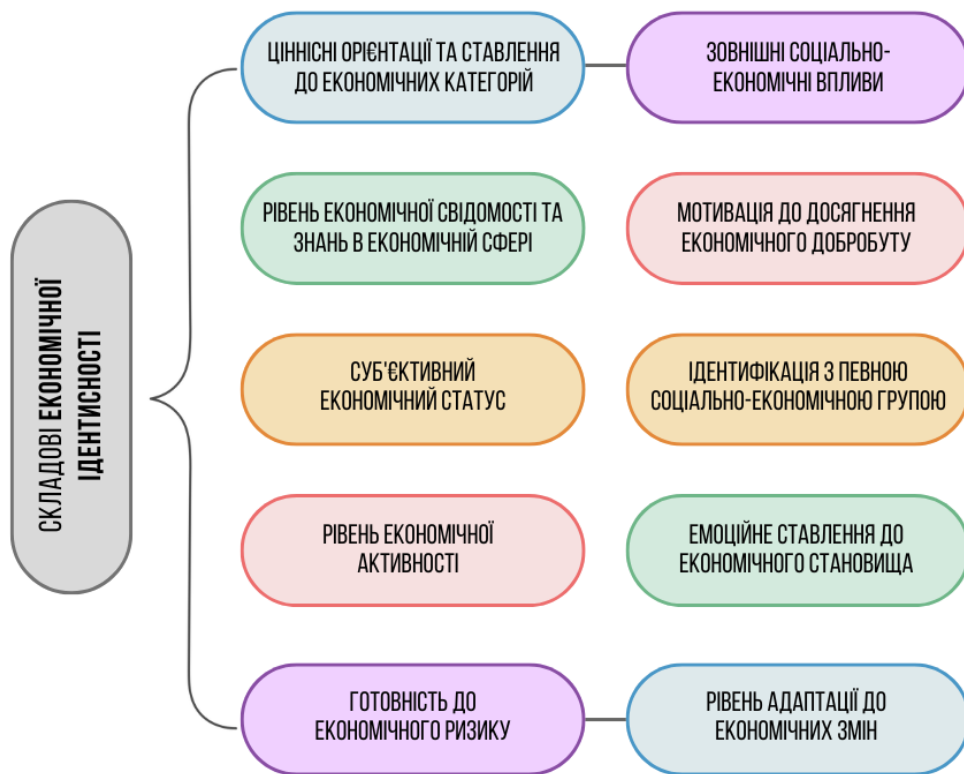 СКЛАДОВІ ЕКОНОМІЧНОЇ
ІДЕНТИСНОСТІ
ЦІННІСНІ ОРІЄНТАЦІЇ ТА СТАВЛЕННЯ
ДО ЕКОНОМІЧНИХ КАТЕГОРІЙ
ЗОВНІШНІ СОЦІАЛЬНО-
ЕКОНОМІЧНІ ВПЛИВИ
РІВЕНЬ ЕКОНОМІЧНОЇ СВІДОМОСТІ ТА
ЗНАНЬ В ЕКОНОМІЧНІЙ СФЕРІ
МОТИВАЦІЯ ДО ДОСЯГНЕННЯ
ЕКОНОМІЧНОГО ДОБРОБУТУ
СУБ'ЄКТИВНИЙ
ЕКОНОМІЧНИЙ СТАТУС
ІДЕНТИФІКАЦІЯ З ПЕВНОЮ
СОЦІАЛЬНО-ЕКОНОМІЧНОЮ ГРУПОЮ
РІВЕНЬ ЕКОНОМІЧНОЇ
АКТИВНОСТІ
ЕМОЦІЙНЕ СТАВЛЕННЯ ДО
ЕКОНОМІЧНОГО СТАНОВИЩА
ГОТОВНІСТЬ ДО
ЕКОНОМІЧНОГО РИЗИКУ
РІВЕНЬ АДАПТАЦІЇ ДО
ЕКОНОМІЧНИХ ЗМІН